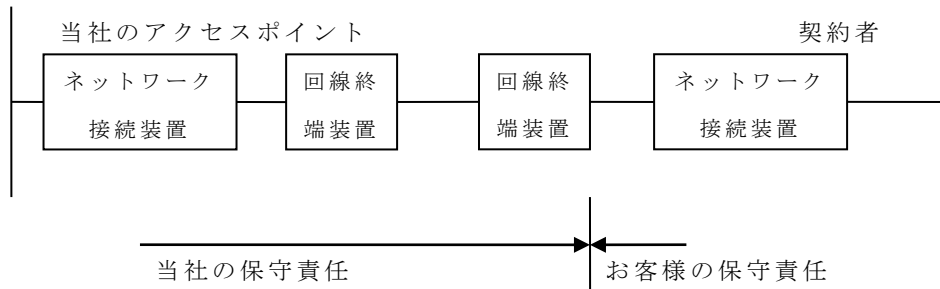 当社のアクセスポイント
契約者
ネットワーク
接続装置
回線終
端装置
回線終
端装置
ネットワーク
接続装置
当社の保守責任
お客様の保守責任